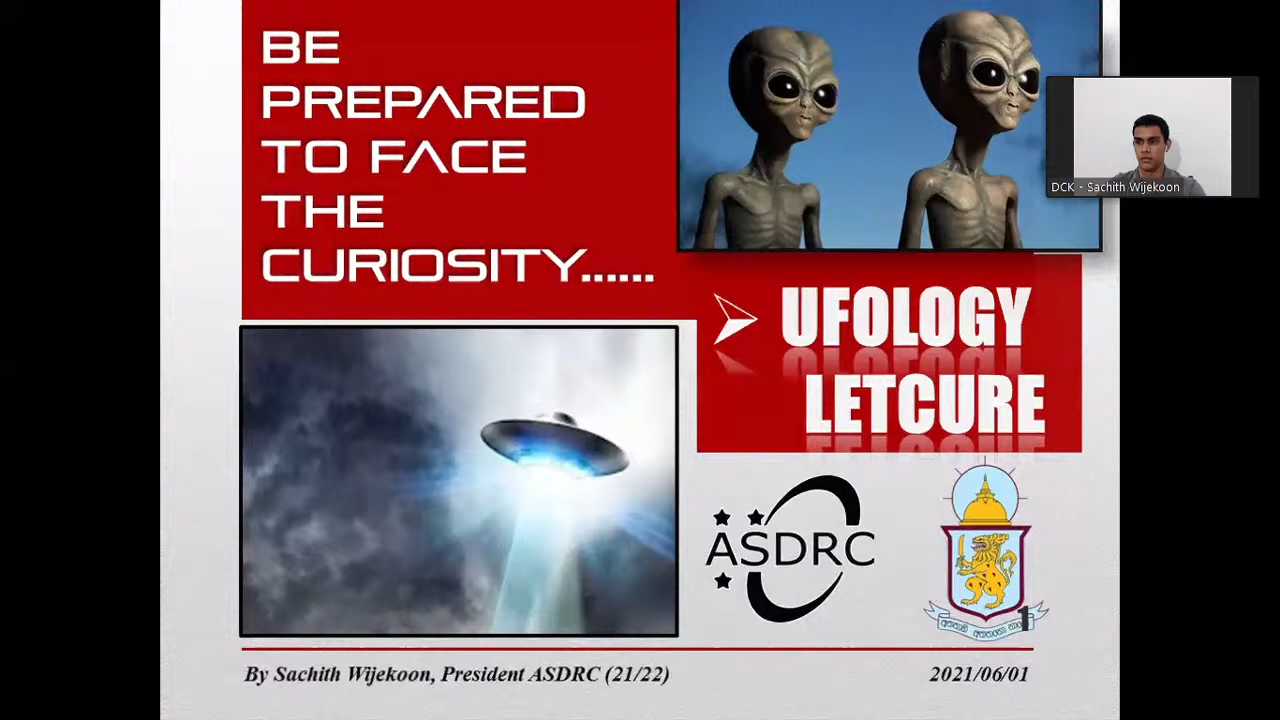 BE
PREPARED
TO FACE
THE
CURIOSITY......
DCK - Sachith Wijekoon
UFOLOGY
LETCURE
ASDRC
1
By Sachith Wijekoon, President ASDRC (21/22)
2021/06/01